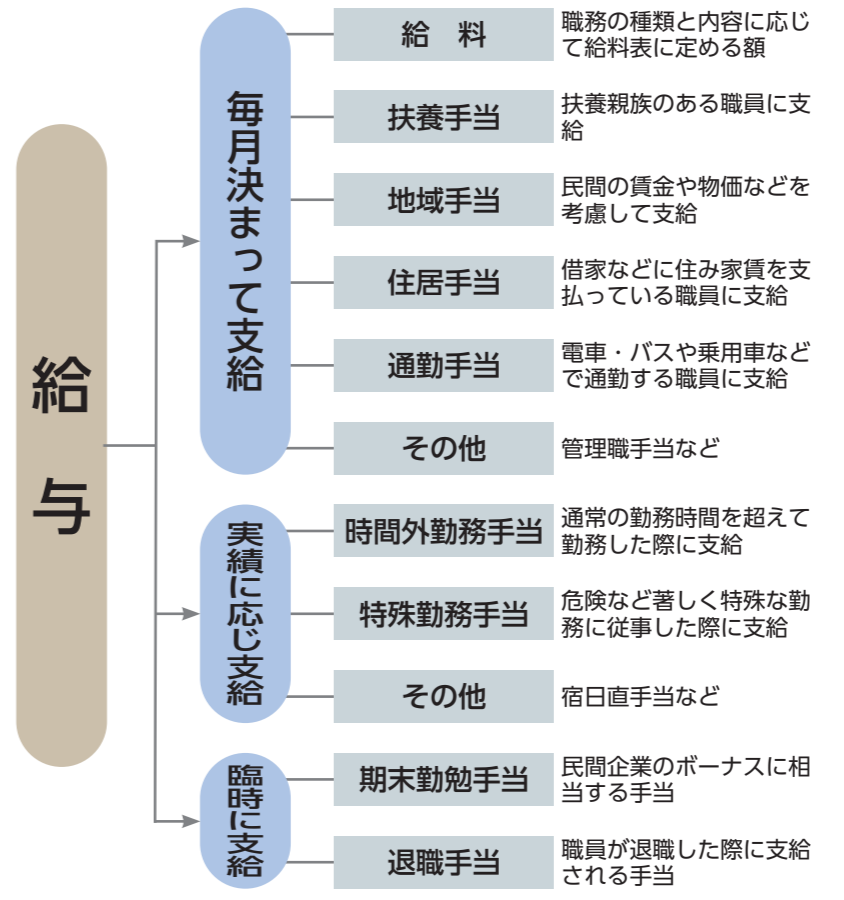 給与
毎月決まって支給
給　料
職務の種類と内容に応じ
て給料表に定める額
扶養手当
扶養親族のある職員に支
給
地域手当
民間の賃金や物価などを
考慮して支給
住居手当
借家などに住み家賃を支
払っている職員に支給
通勤手当
電車・バスや乗用車など
で通勤する職員に支給
その他
管理職手当など
実績に応じ支給
時間外勤務手当
通常の勤務時間を超えて
勤務した際に支給
特殊勤務手当
危険など著しく特殊な勤
務に従事した際に支給
その他
宿日直手当など
臨時に支給
期末勤勉手当
民間企業のボーナスに相
当する手当
退職手当
職員が退職した際に支給
される手当